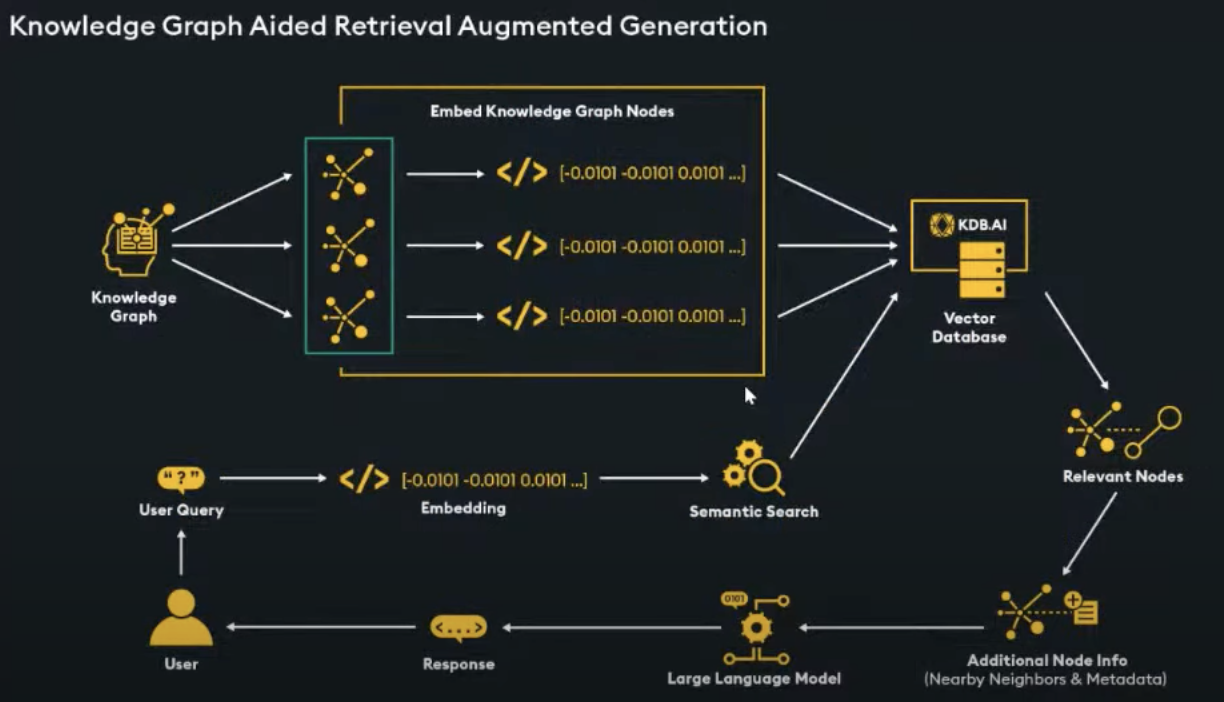 Knowledge Graph Aided Retrieval Augmented Generation
Embed Knowledge Graph Nodes
</> [-0.0101 -0.0101 0.0101 ...]
</> [-0.0101 -0.0101 0.0101 ...]
</> [-0.0101 -0.0101 0.0101 ...]
Knowledge
Graph
KDB.AI
Vector
Database
Relevant Nodes
"?"
User Query
</> [-0.0101 -0.0101 0.0101 ...]
Embedding
Semantic Search
User
<...>
Response
0101
Large Language Model
Additional Node Info
(Nearby Neighbors & Metadata)